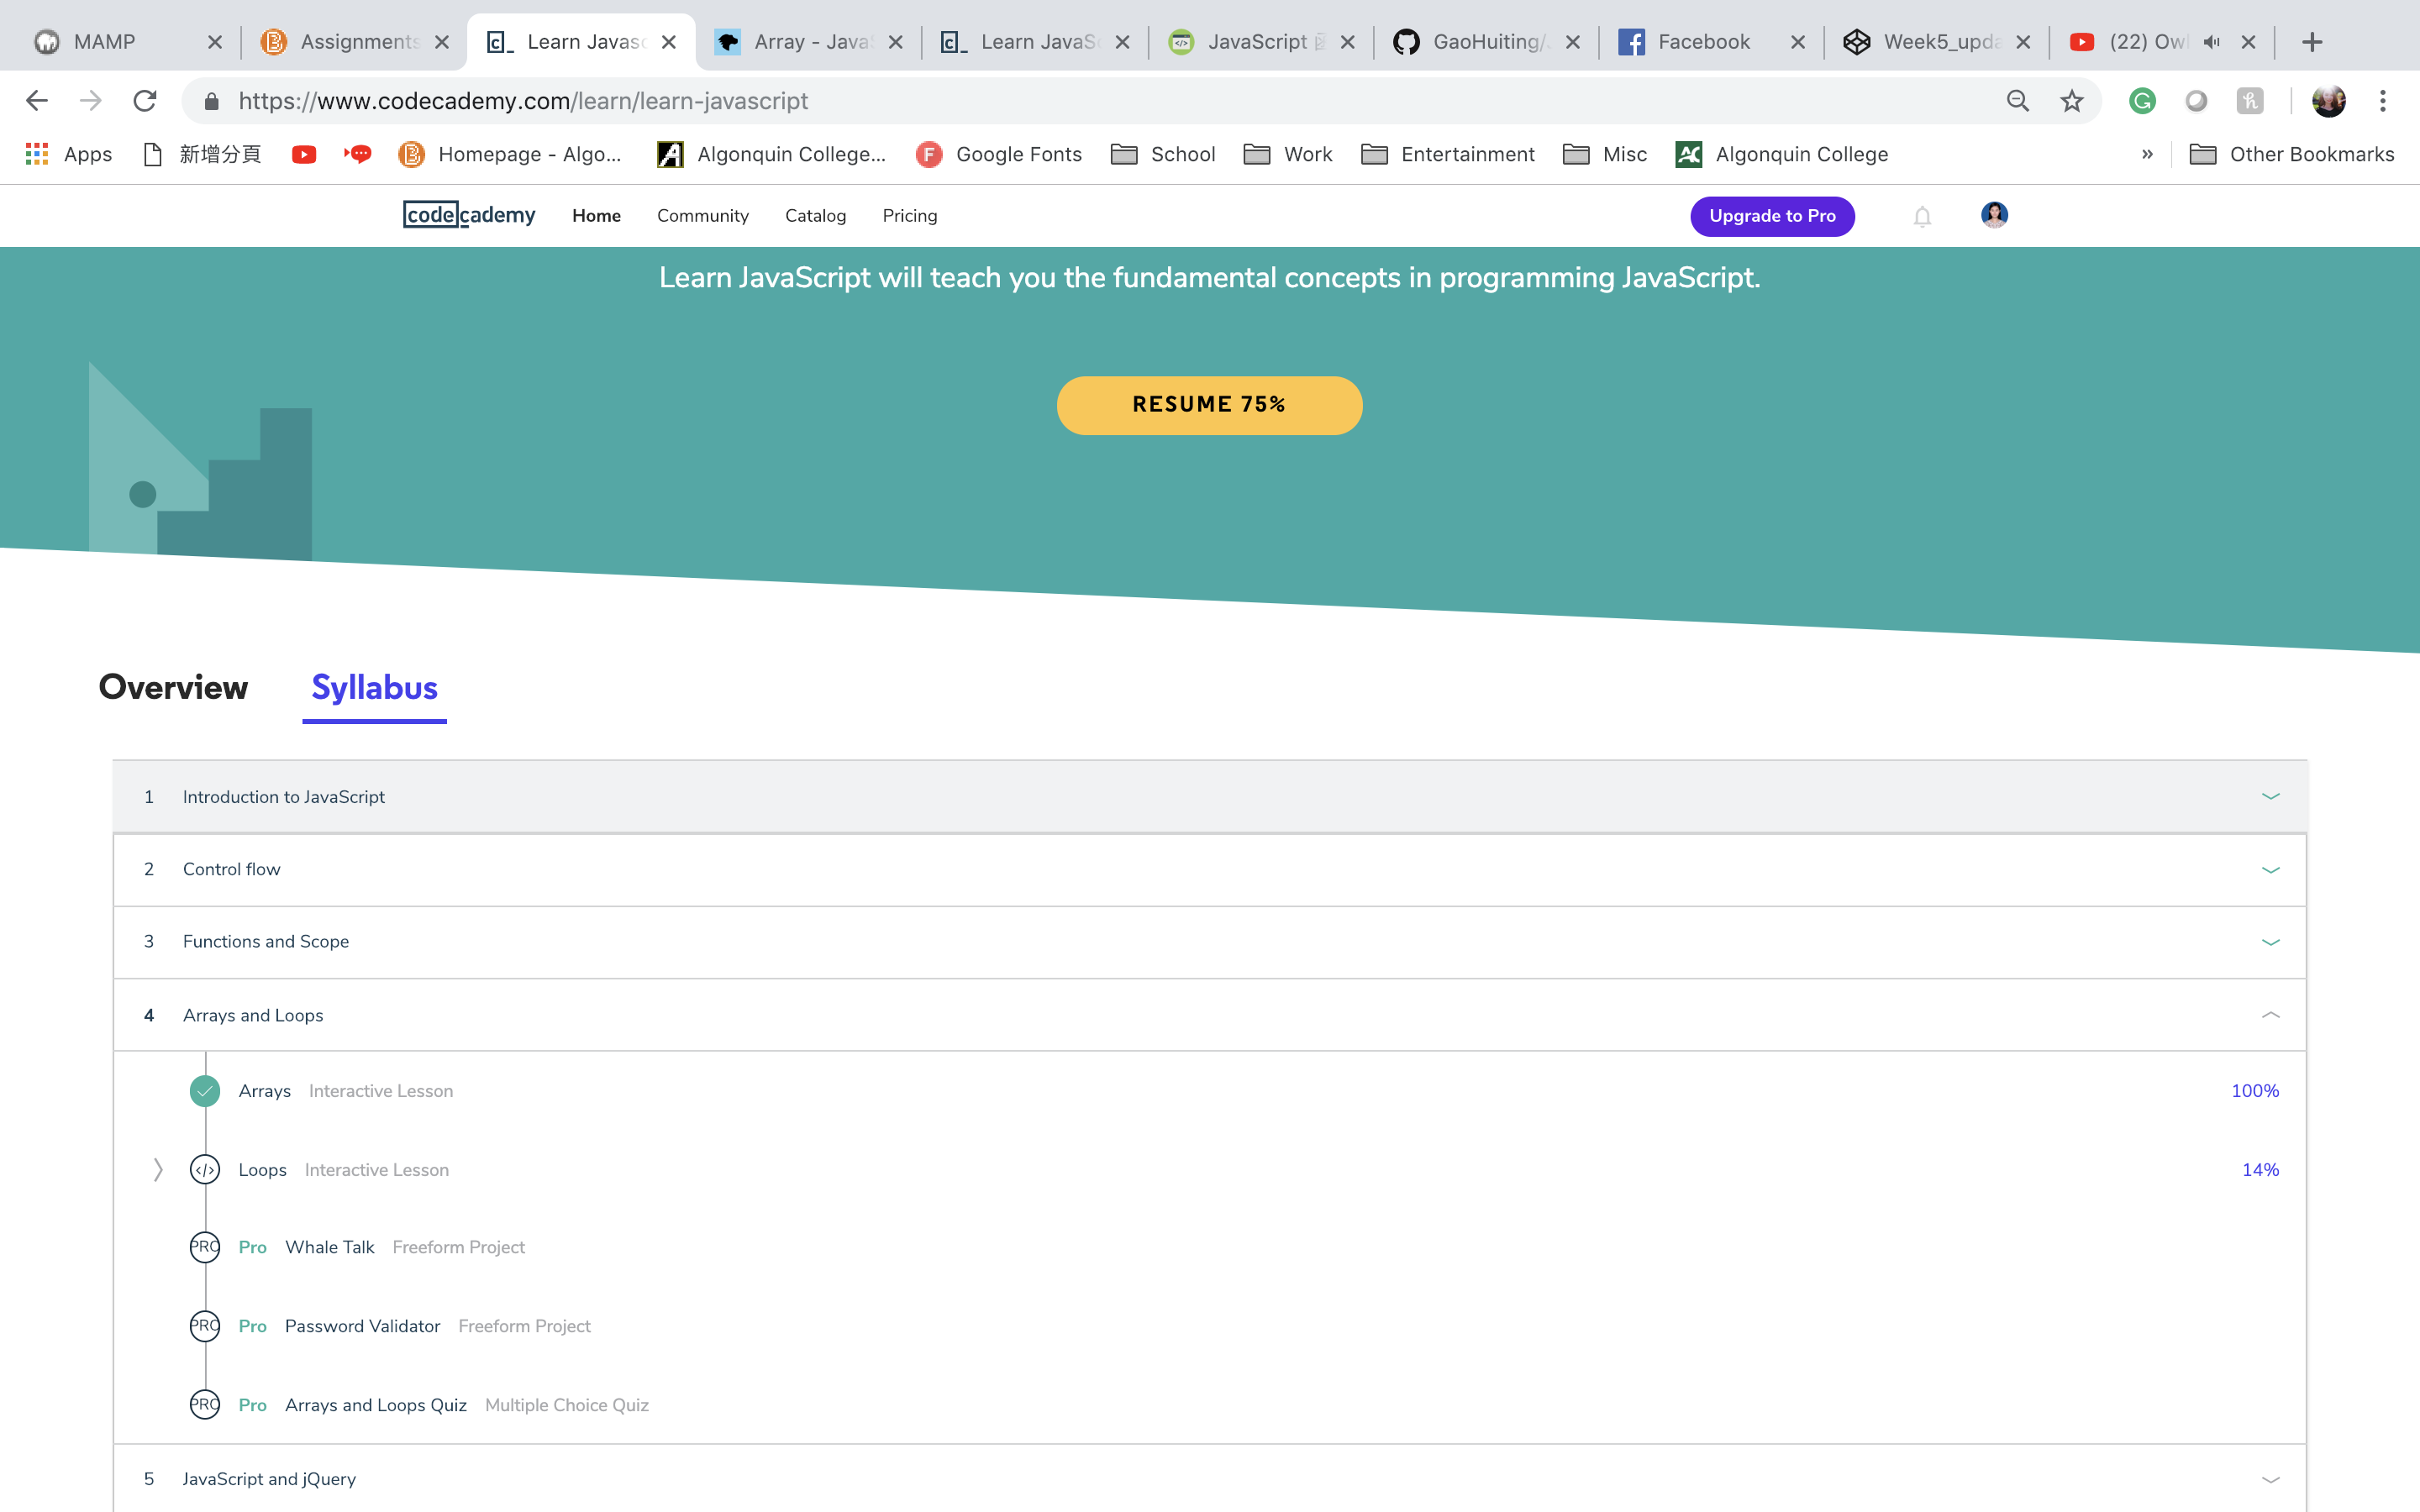 MAMP Assignments Learn Javasc Array - Java Learn JavaSc JavaScript GaoHuiting/ Facebook Week5_upda (22) Owl
https://www.codecademy.com/learn/learn-javascript
Apps 新增分頁 Homepage - Algo... Algonquin College... Google Fonts School Work Entertainment Misc Algonquin College » Other Bookmarks
codecademy Home Community Catalog Pricing Upgrade to Pro
Learn JavaScript will teach you the fundamental concepts in programming JavaScript.
RESUME 75%
Overview Syllabus
1 Introduction to JavaScript
2 Control flow
3 Functions and Scope
4 Arrays and Loops
Arrays Interactive Lesson 100%
</> Loops Interactive Lesson 14%
PRO Pro Whale Talk Freeform Project
PRO Pro Password Validator Freeform Project
PRO Pro Arrays and Loops Quiz Multiple Choice Quiz
5 JavaScript and jQuery